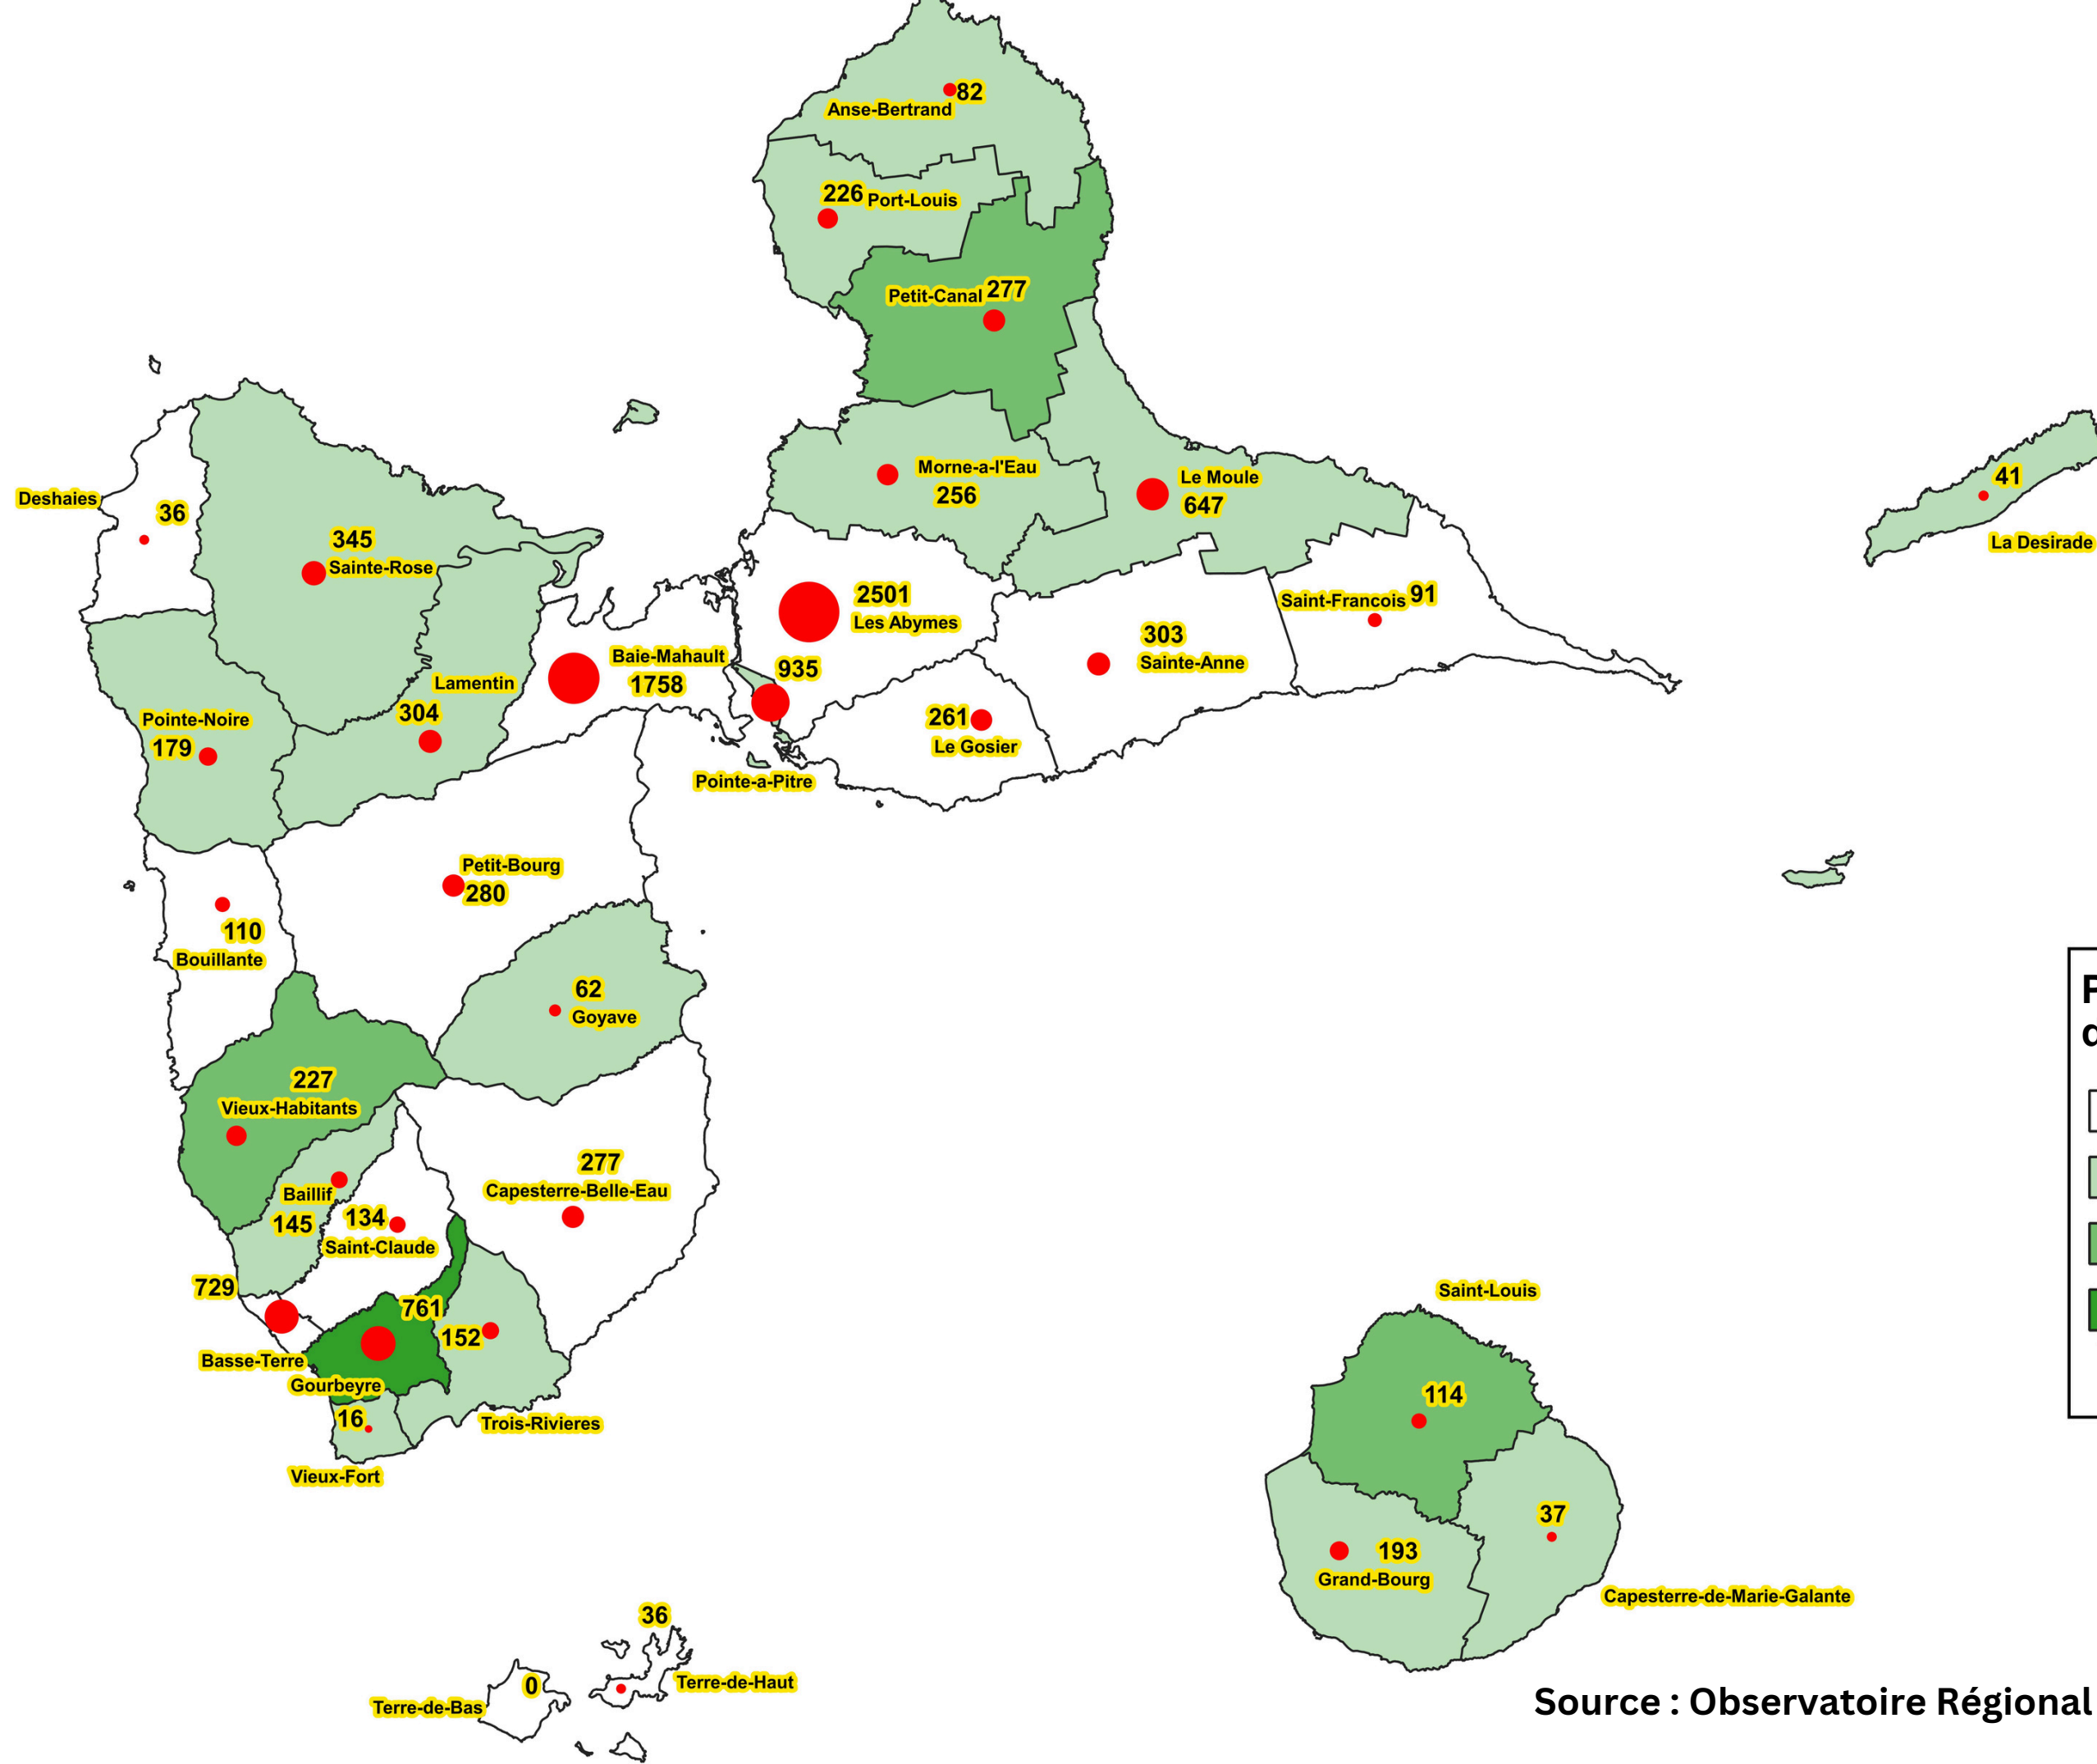 82
Anse-Bertrand
226 Port-Louis
Petit-Canal 277
Morne-a-l'Eau
256
Le Moule
647
41
La Desirade
Deshaies
36
345
Sainte-Rose
2501
Les Abymes
Saint-Francois 91
303
Sainte-Anne
Baie-Mahault
1758
935
Lamentin
304
261
Le Gosier
Pointe-Noire
179
Pointe-a-Pitre
Petit-Bourg
280
110
Bouillante
62
Goyave
227
Vieux-Habitants
277
Capesterre-Belle-Eau
Baillif
145
134
Saint-Claude
729
761
152
Basse-Terre
Gourbeyre
16
Trois-Rivieres
Vieux-Fort
Saint-Louis
114
37
193
Grand-Bourg
Capesterre-de-Marie-Galante
36
0
Terre-de-Haut
Terre-de-Bas
Source : Observatoire Régional